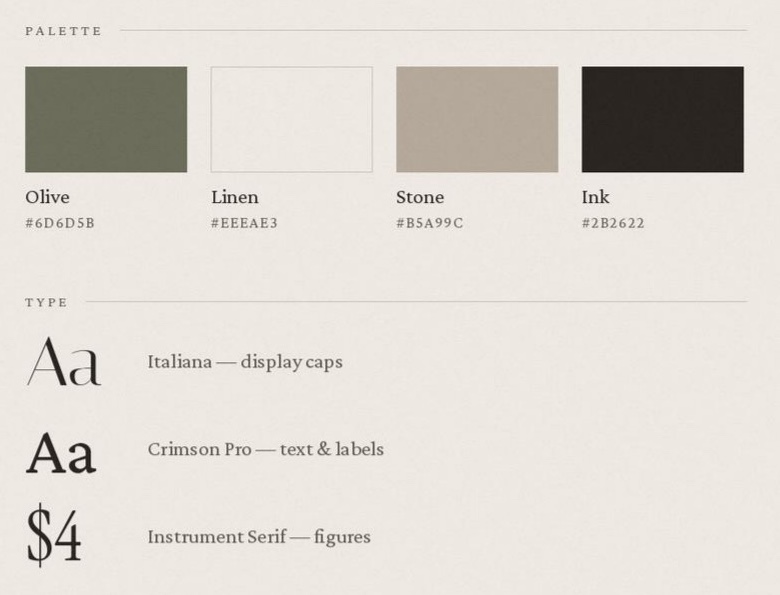 PALETTE
Olive
#6D6D5B
Linen
#EEEAE3
Stone
#B5A99C
Ink
#2B2622
TYPE
Aa
Italiana — display caps
Aa
Crimson Pro — text & labels
$4
Instrument Serif — figures